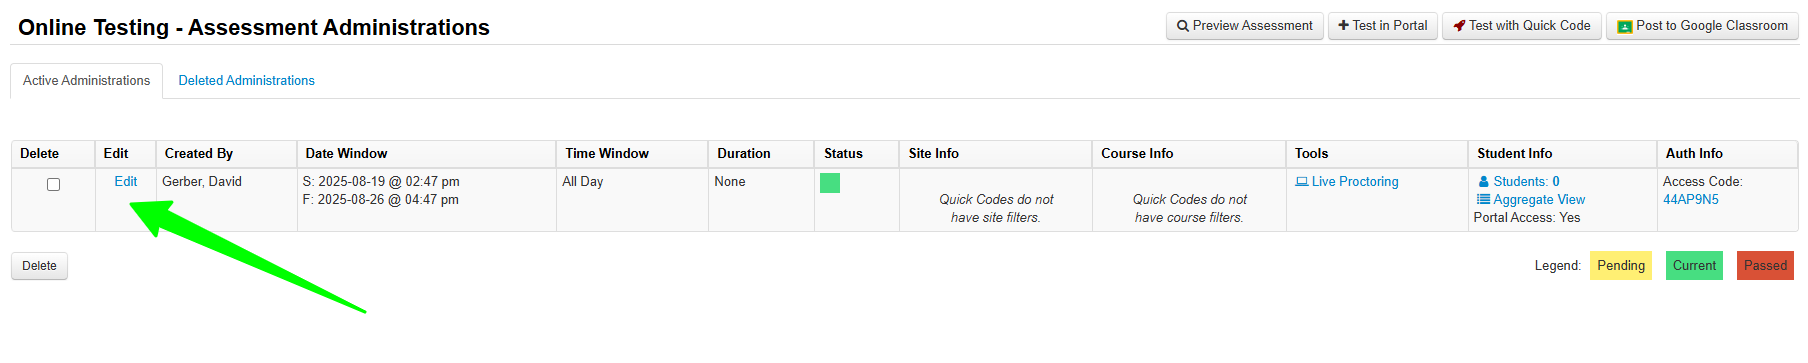 Online Testing - Assessment Administrations
Preview Assessment
Test in Portal
Test with Quick Code
Post to Google Classroom
Active Administrations
Deleted Administrations
Delete Edit Created By Date Window Time Window Duration Status Site Info Course Info Tools Student Info Auth Info
Edit
Gerber, David
S: 2025-08-19 @ 02:47 pm
F: 2025-08-26 @ 04:47 pm
All Day
None
Quick Codes do not
have site filters.
Quick Codes do not
have course filters.
Live Proctoring
Students: 0
Aggregate View
Portal Access: Yes
Access Code:
44AP9N5
Delete
Legend: Pending Current Passed